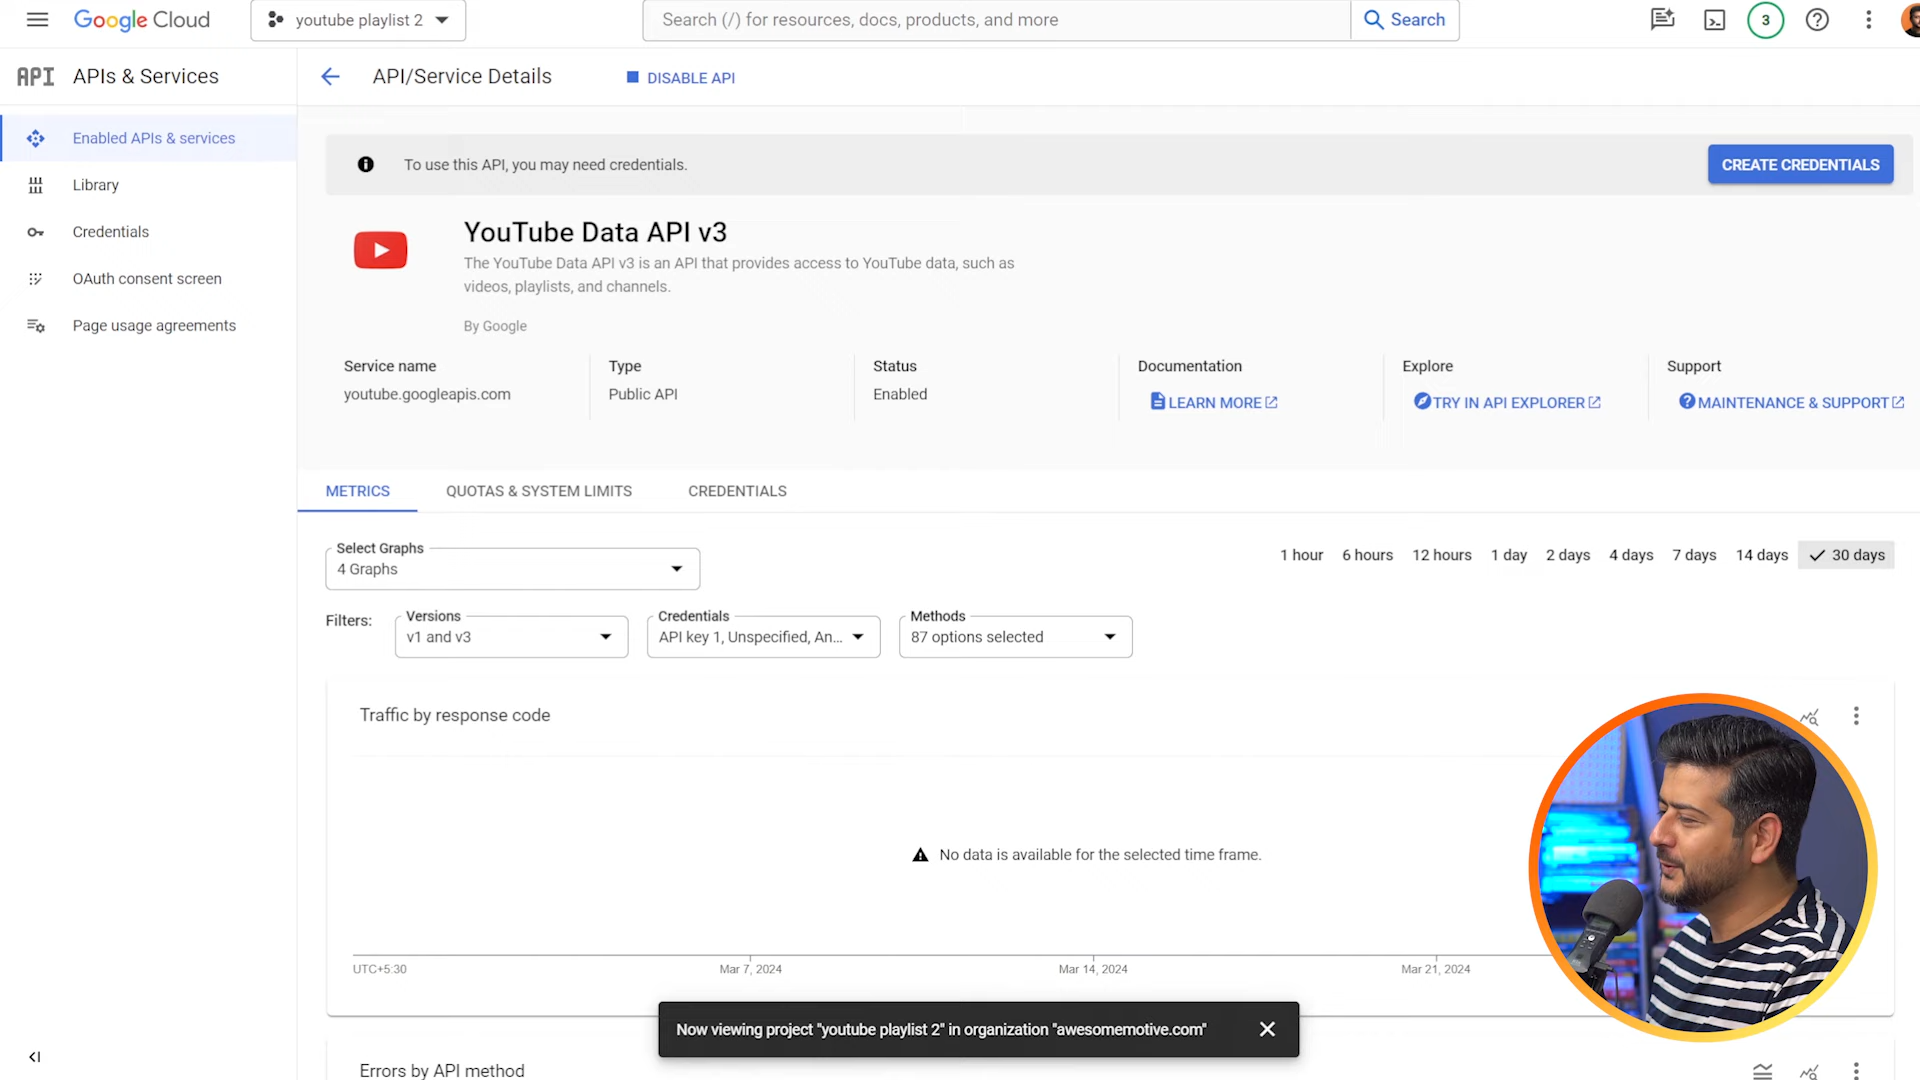 Google Cloud
youtube playlist 2
Search (/) for resources, docs, products, and more
Search
3
API APIs & Services
API/Service Details
DISABLE API
Enabled APIs & services
Library
Credentials
OAuth consent screen
Page usage agreements
To use this API, you may need credentials.
CREATE CREDENTIALS
YouTube Data API v3
The YouTube Data API v3 is an API that provides access to YouTube data, such as
videos, playlists, and channels.
By Google
Service name
youtube.googleapis.com
Type
Public API
Status
Enabled
Documentation
LEARN MORE
Explore
TRY IN API EXPLORER
Support
MAINTENANCE & SUPPORT
METRICS QUOTAS & SYSTEM LIMITS CREDENTIALS
Select Graphs
4 Graphs
1 hour 6 hours 12 hours 1 day 2 days 4 days 7 days 14 days 30 days
Filters:
Versions
v1 and v3
Credentials
API key 1, Unspecified, An...
Methods
87 options selected
Traffic by response code
No data is available for the selected time frame.
UTC+5:30 Mar 7, 2024 Mar 14, 2024 Mar 21, 2024
Now viewing project "youtube playlist 2" in organization "awesomemotive.com"
Errors by API method